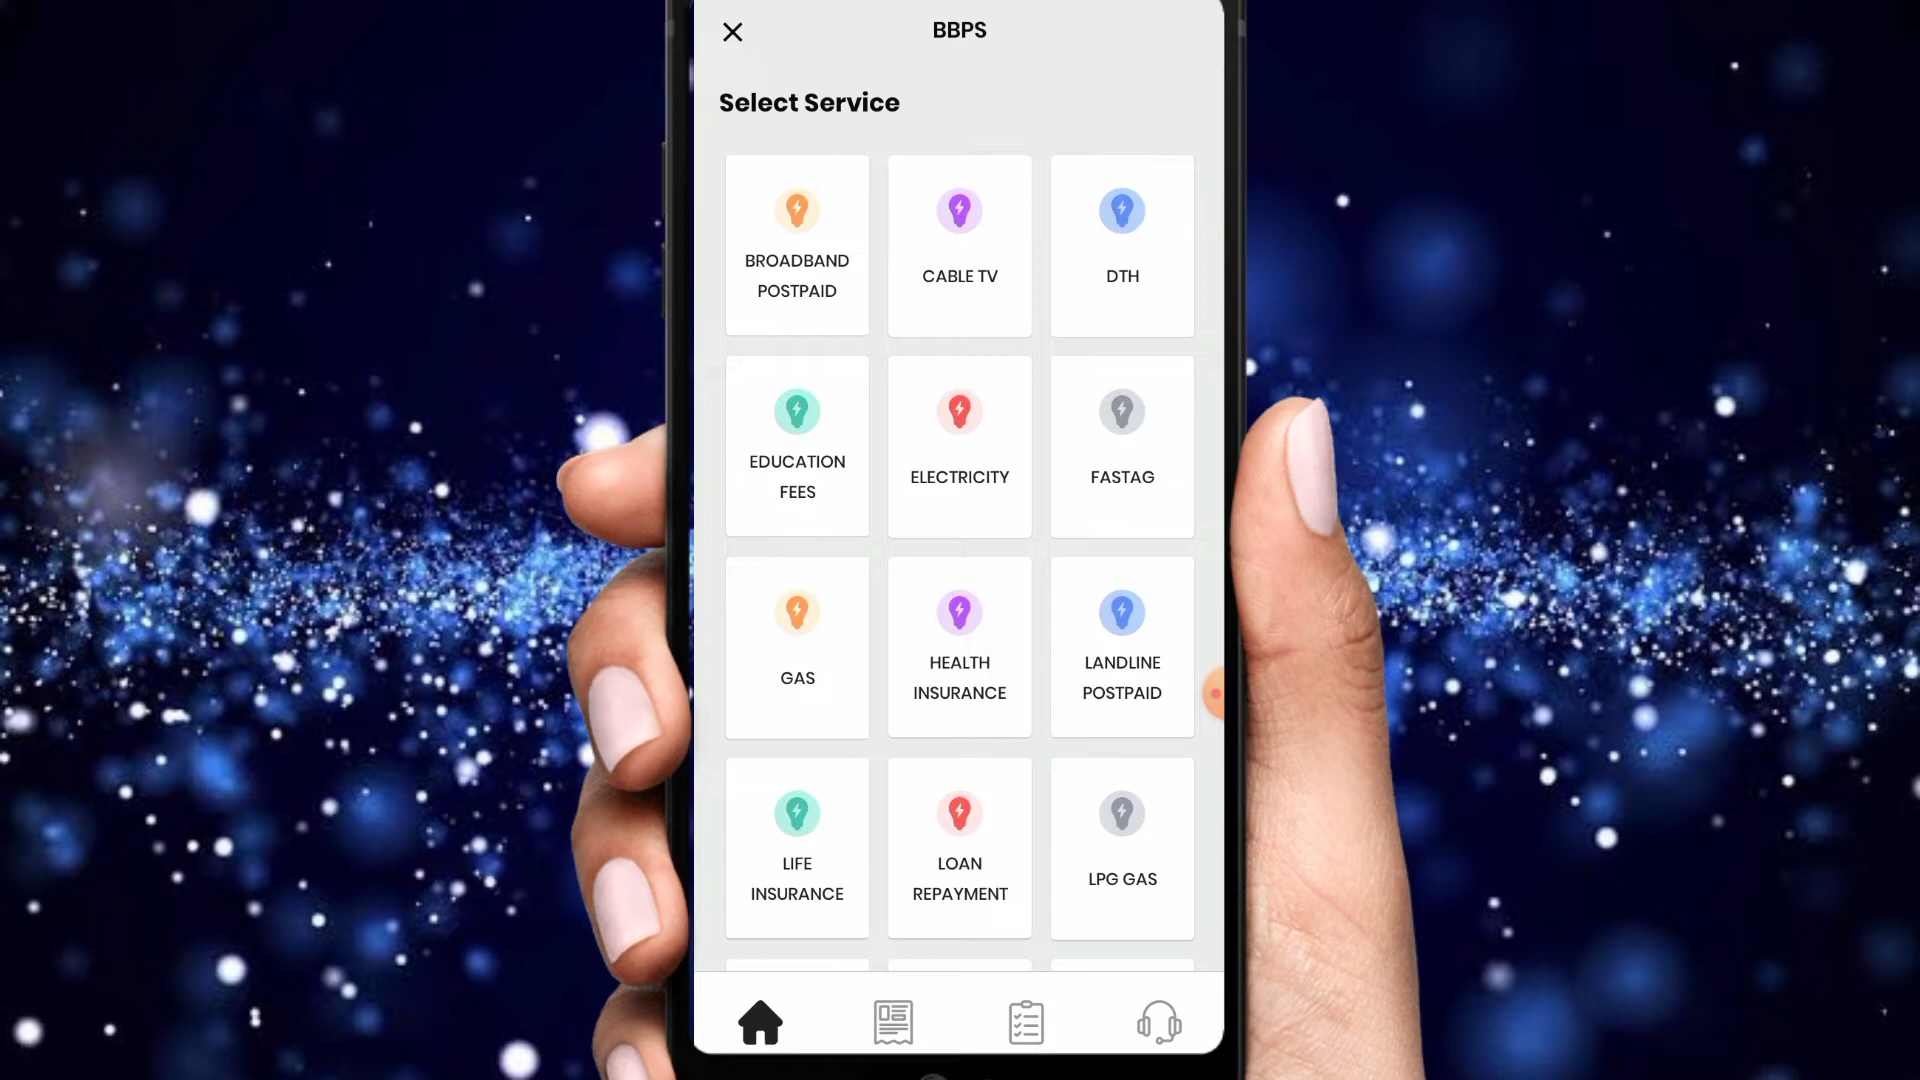 BBPS
Select Service
BROADBAND
POSTPAID
CABLE TV
DTH
EDUCATION
FEES
ELECTRICITY
FASTAG
GAS
HEALTH
INSURANCE
LANDLINE
POSTPAID
LIFE
INSURANCE
LOAN
REPAYMENT
LPG GAS